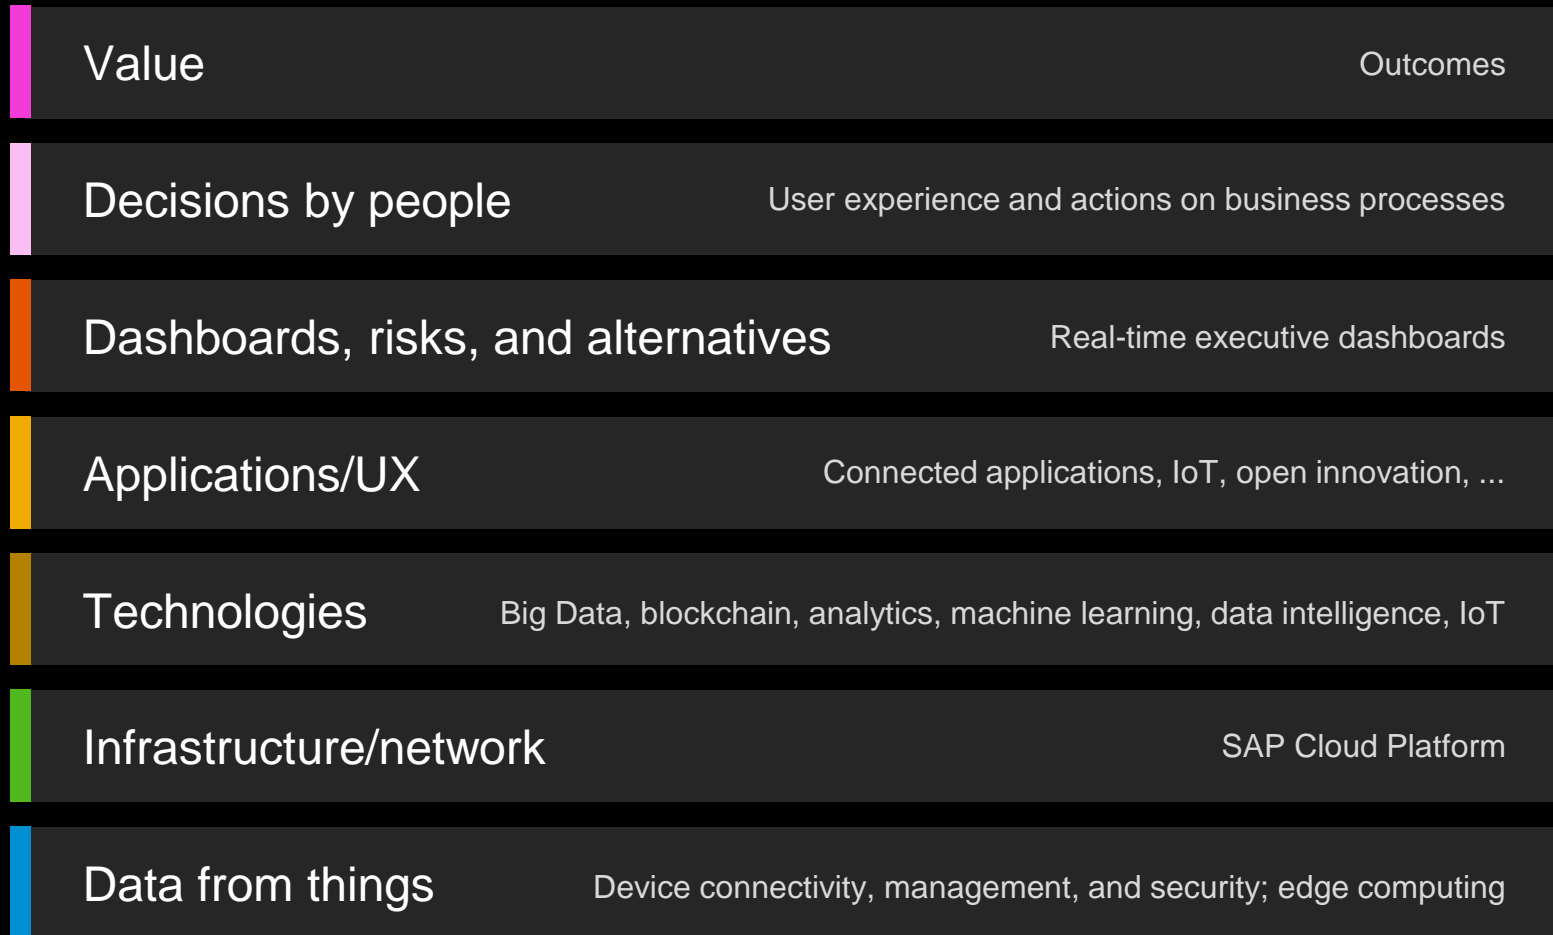 Value
Outcomes
Decisions by people
User experience and actions on business processes
Dashboards, risks, and alternatives
Real-time executive dashboards
Applications/UX
Connected applications, IoT, open innovation, ...
Technologies
Big Data, blockchain, analytics, machine learning, data intelligence, IoT
Infrastructure/network
SAP Cloud Platform
Data from things
Device connectivity, management, and security; edge computing